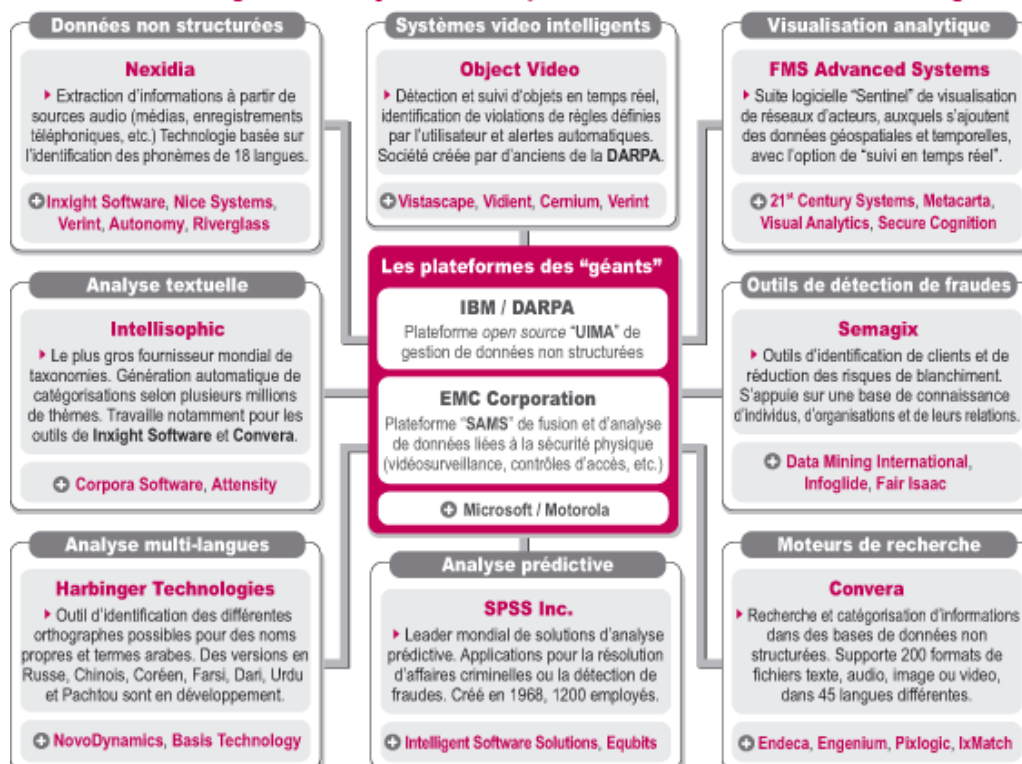 Données non structurées
Nexidia
Extraction d'informations à partir de
sources audio (médias, enregistrements
téléphoniques, etc.) Technologie basée sur
l'identification des phonèmes de 18 langues.
Inxight Software, Nice Systems,
Verint, Autonomy, Riverglass
Systèmes video intelligents
Object Video
Détection et suivi d'objets en temps réel,
identification de violations de règles définies
par l'utilisateur et alertes automatiques.
Société créée par d'anciens de la DARPA.
Vistascape, Vidient, Cernium, Verint
Visualisation analytique
FMS Advanced Systems
Suite logicielle "Sentinel" de visualisation
de réseaux d'acteurs, auxquels s'ajoutent
des données géospatiales et temporelles,
avec l'option de "suivi en temps réel".
21st Century Systems, Metacarta,
Visual Analytics, Secure Cognition
Analyse textuelle
Intellisophic
Le plus gros fournisseur mondial de
taxonomies. Génération automatique de
catégorisations selon plusieurs millions
de thèmes. Travaille notamment pour les
outils de Inxight Software et Convera.
Corpora Software, Attensity
Les plateformes des "géants"
IBM / DARPA
Plateforme open source "UIMA" de
gestion de données non structurées
EMC Corporation
Plateforme "SAMS" de fusion et d'analyse
de données liées à la sécurité physique
(vidéosurveillance, contrôles d'accès, etc.)
Microsoft / Motorola
Outils de détection de fraudes
Semagix
Outils d'identification de clients et de
réduction des risques de blanchiment.
S'appuie sur une base de connaissance
d'individus, d'organisations et de leurs relations.
Data Mining International,
Infoglide, Fair Isaac
Analyse multi-langues
Harbinger Technologies
Outil d'identification des différentes
orthographes possibles pour des noms
propres et termes arabes. Des versions en
Russe, Chinois, Coréen, Farsi, Dari, Urdu
et Pachtou sont en développement.
NovoDynamics, Basis Technology
Analyse prédictive
SPSS Inc.
Leader mondial de solutions d'analyse
prédictive. Applications pour la résolution
d'affaires criminelles ou la détection de
fraudes. Créé en 1968, 1200 employés.
Intelligent Software Solutions, Equbits
Moteurs de recherche
Convera
Recherche et catégorisation d'informations
dans des bases de données non
structurées. Supporte 200 formats de
fichiers texte, audio, image ou video,
dans 45 langues différentes.
Endeca, Engenium, Pixlogic, IxMatch